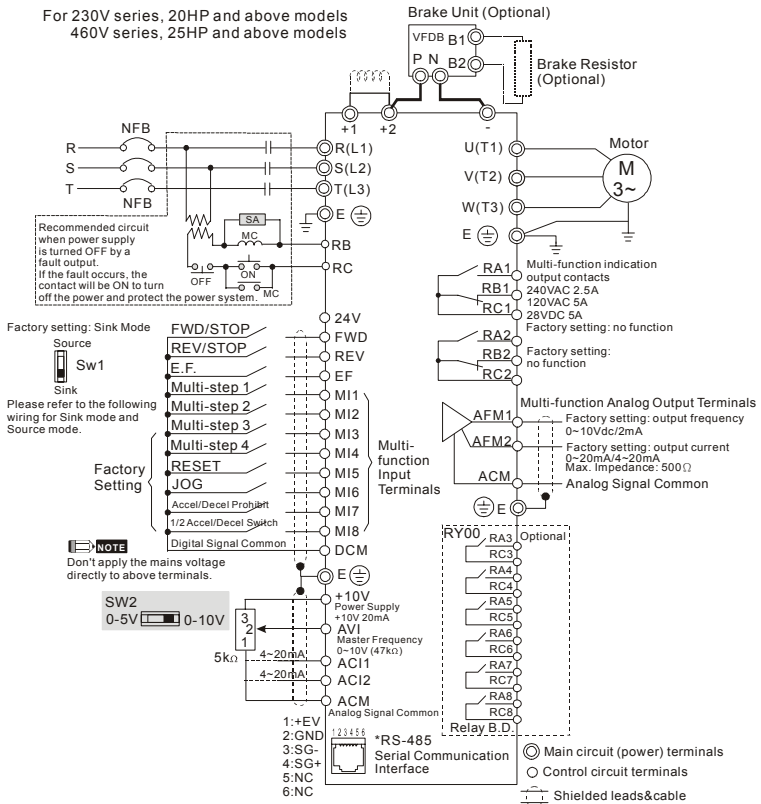 For 230V series, 20HP and above models
460V series, 25HP and above models
Brake Unit (Optional)
VFDB
B1
P N
B2
Brake Resistor
(Optional)
+1
+2
-
NFB
R
S
T
NFB
R(L1)
S(L2)
T(L3)
E
SA
MC
RB
RC
OFF
ON
MC
Recommended circuit
when power supply
is turned OFF by a
fault output.
If the fault occurs, the
contact will be ON to turn
off the power and protect the power system.
U(T1)
V(T2)
W(T3)
E
Motor
M
3~
RA1
RB1
RC1
Multi-function indication
output contacts
240VAC 2.5A
120VAC 5A
28VDC 5A
Factory setting: no function
RA2
RB2
RC2
Factory setting:
no function
Factory setting: Sink Mode
Source
Sw1
Sink
Please refer to the following
wiring for Sink mode and
Source mode.
24V
FWD/STOP
FWD
REV/STOP
REV
E.F.
EF
Multi-step 1
MI1
Multi-step 2
MI2
Multi-step 3
MI3
Multi-step 4
MI4
RESET
MI5
JOG
MI6
Accel/Decel Prohibit
MI7
1/2 Accel/Decel Switch
MI8
Digital Signal Common
DCM
Factory
Setting
Multi-
function
Input
Terminals
NOTE
Don't apply the mains voltage
directly to above terminals.
E
Multi-function Analog Output Terminals
AFM1
Factory setting: output frequency
0~10Vdc/2mA
AFM2
Factory setting: output current
0~20mA/4~20mA
Max. Impedance: 500Ω
ACM
Analog Signal Common
E
SW2
0-5V
0-10V
3
2
1
5kΩ
+10V
Power Supply
+10V 20mA
AVI
Master Frequency
0~10V (47kΩ)
4~20mA
ACI1
4~20mA
ACI2
ACM
Analog Signal Common
RY00
Optional
RA3
RC3
RA4
RC4
RA5
RC5
RA6
RC6
RA7
RC7
RA8
RC8
Relay B.D.
1:+EV
2:GND
3:SG-
4:SG+
5:NC
6:NC
123456
*RS-485
Serial Communication
Interface
Main circuit (power) terminals
Control circuit terminals
Shielded leads&cable